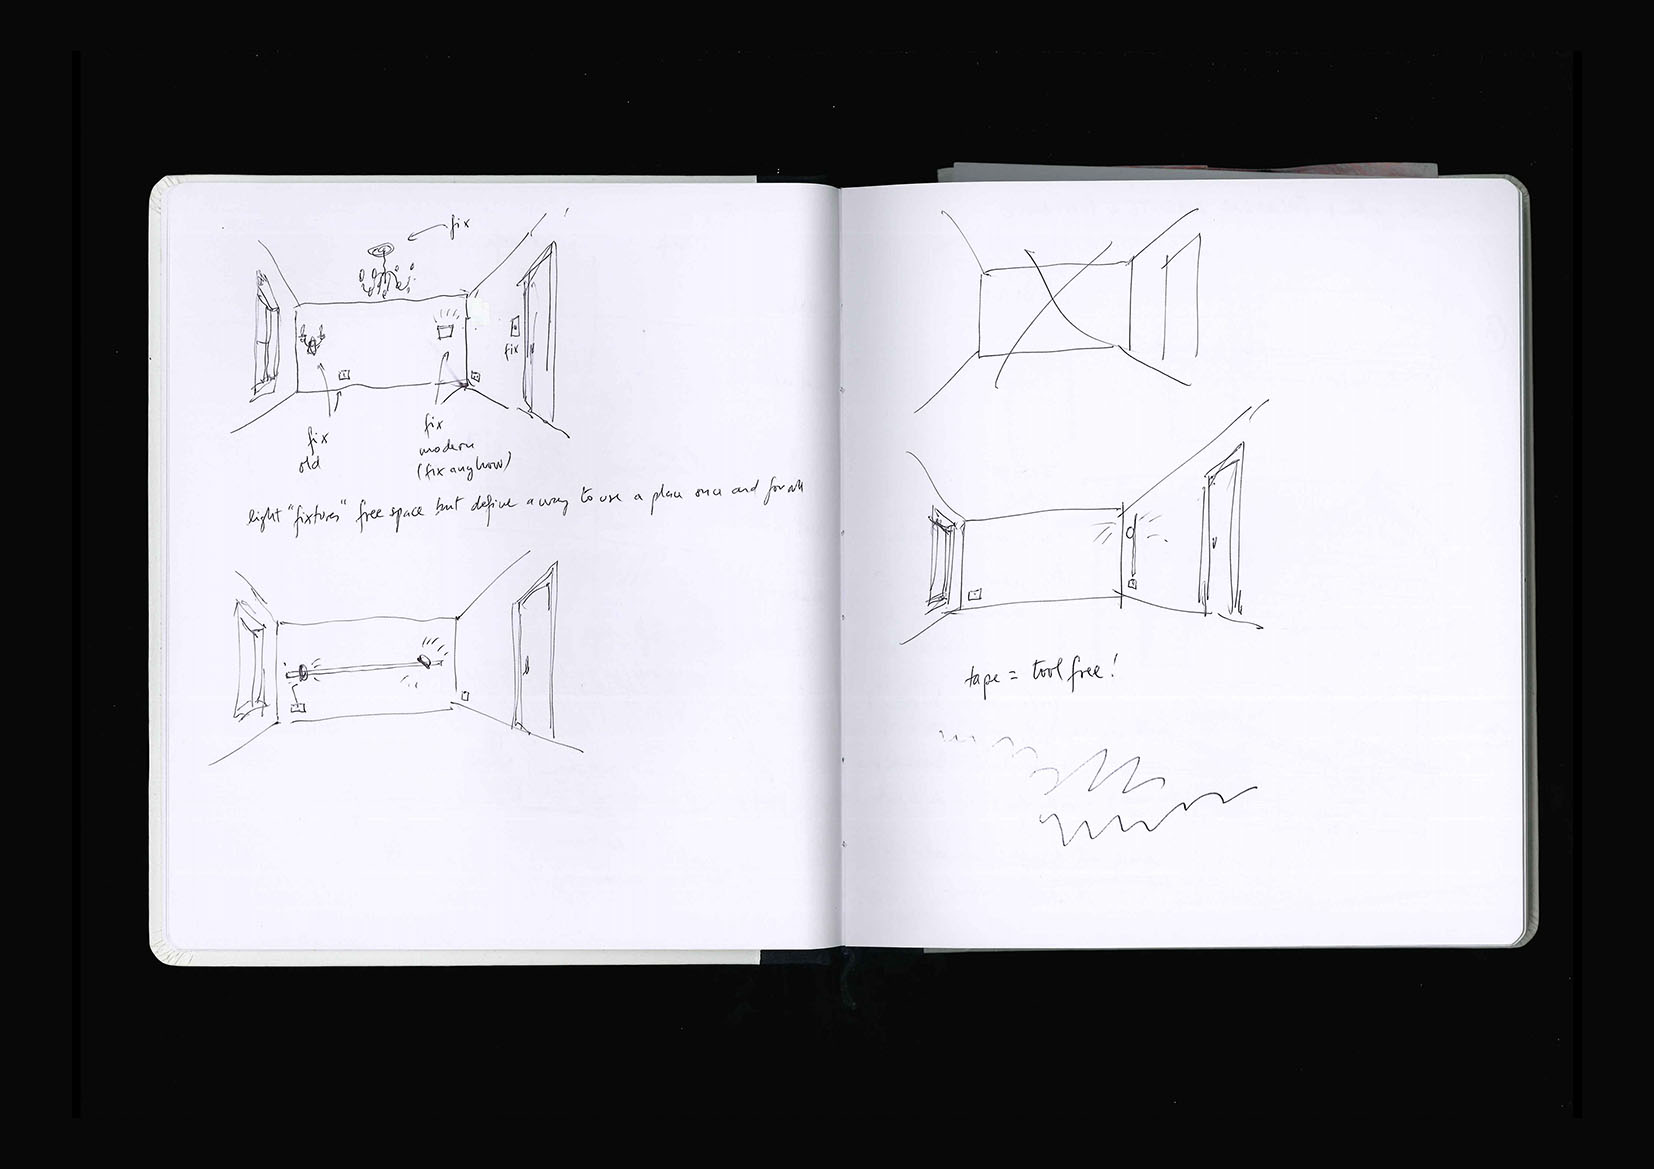 fix
fix
fix
old
fix
modern
(fix anyhow)
light "fixtures" free space but define a way to use a place once and for all
tape = tool free!